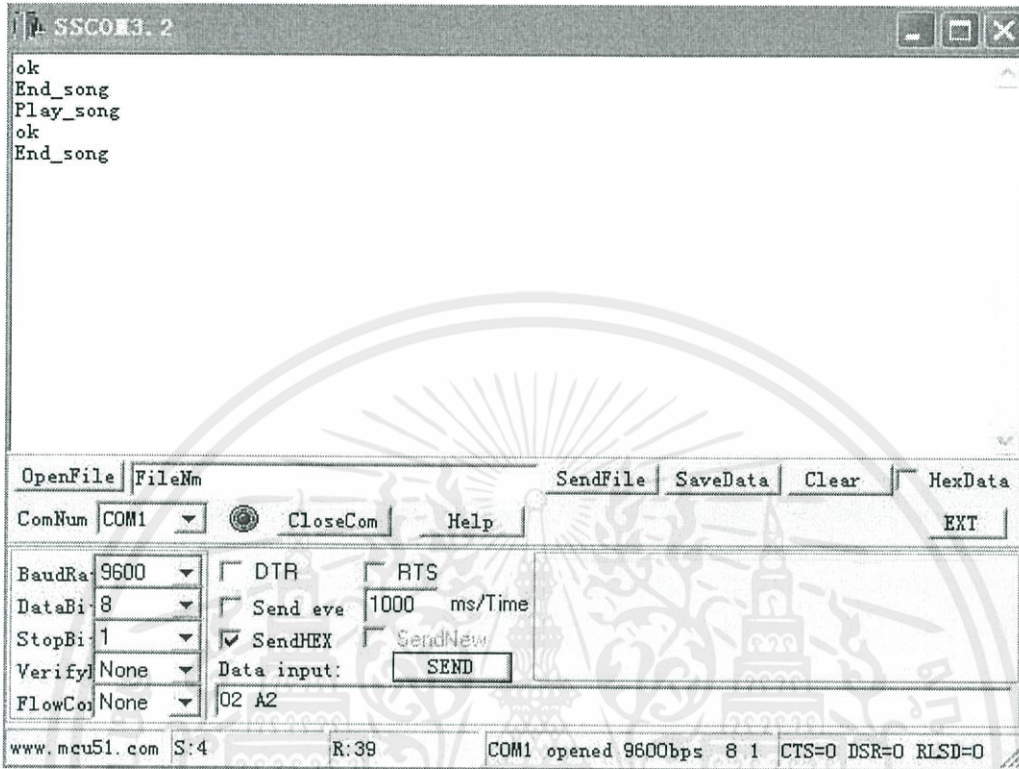 SSCOM3.2
ok
End_song
Play_song
ok
End_song
OpenFile FileNm SendFile SaveData Clear HexData
ComNum COM1 CloseCom Help EXT
BaudRa 9600 DTR RTS
DataBi 8 Send eve 1000 ms/Time
StopBi 1 SendHEX SendNew
Verify None Data input: SEND
FlowCo None 02 A2
www.mcu51.com S:4 R:39 COM1 opened 9600bps 8 1 CTS=0 DSR=0 RLSD=0